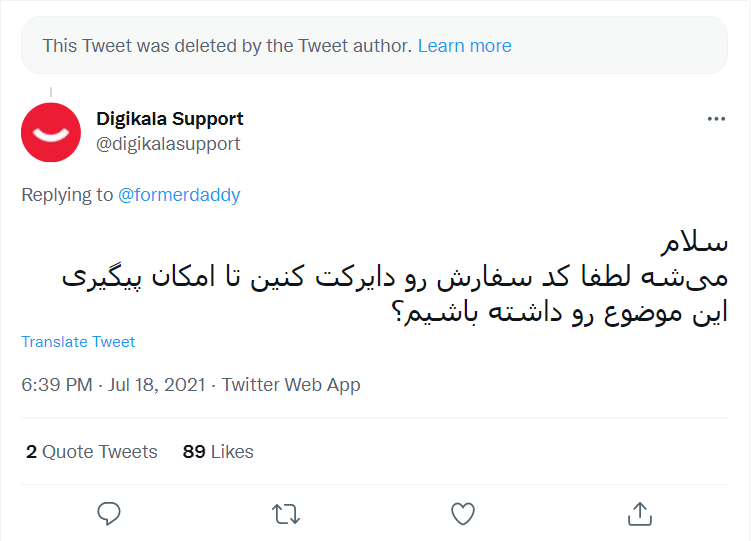 This Tweet was deleted by the Tweet author. Learn more
Digikala Support
@digikalasupport
Replying to @formerdaddy
سلام
می‌شه لطفا کد سفارش رو دایرکت کنین تا امکان پیگیری
این موضوع رو داشته باشیم؟
Translate Tweet
6:39 PM · Jul 18, 2021 · Twitter Web App
2 Quote Tweets 89 Likes